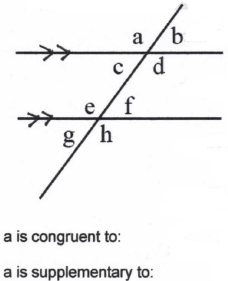 a b
c d
e f
g h
a is congruent to:
a is supplementary to: